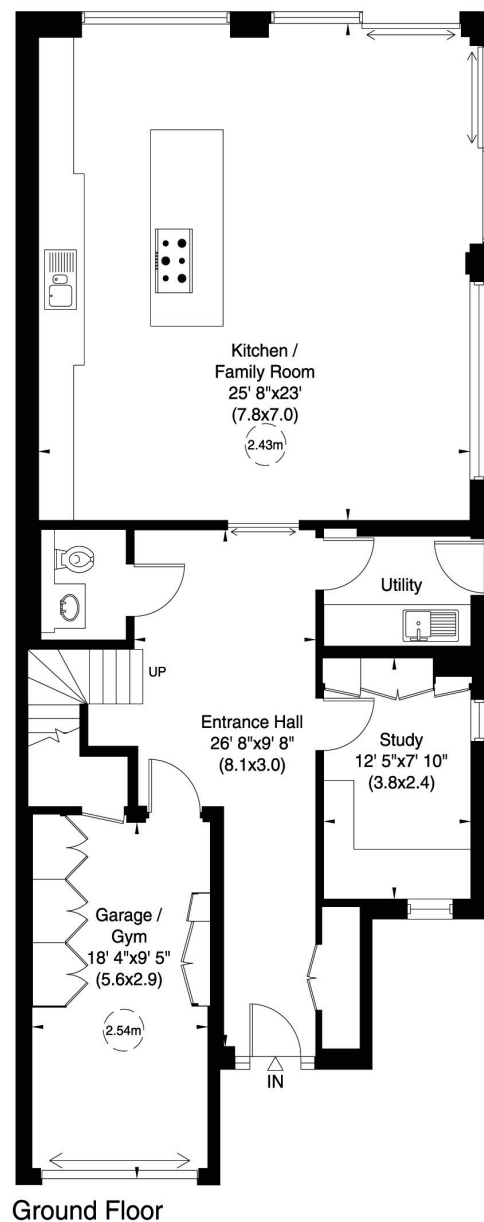 Kitchen /
Family Room
25' 8"x23'
(7.8x7.0)
2.43m
Utility
UP
Entrance Hall
26' 8"x9' 8"
(8.1x3.0)
Study
12' 5"x7' 10"
(3.8x2.4)
Garage /
Gym
18' 4"x9' 5"
(5.6x2.9)
2.54m
IN
Ground Floor